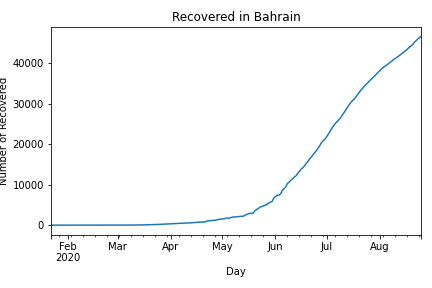 Recovered in Bahrain
Number of Recovered
40000
30000
20000
10000
0
Feb Mar Apr May Jun Jul Aug
2020
Day